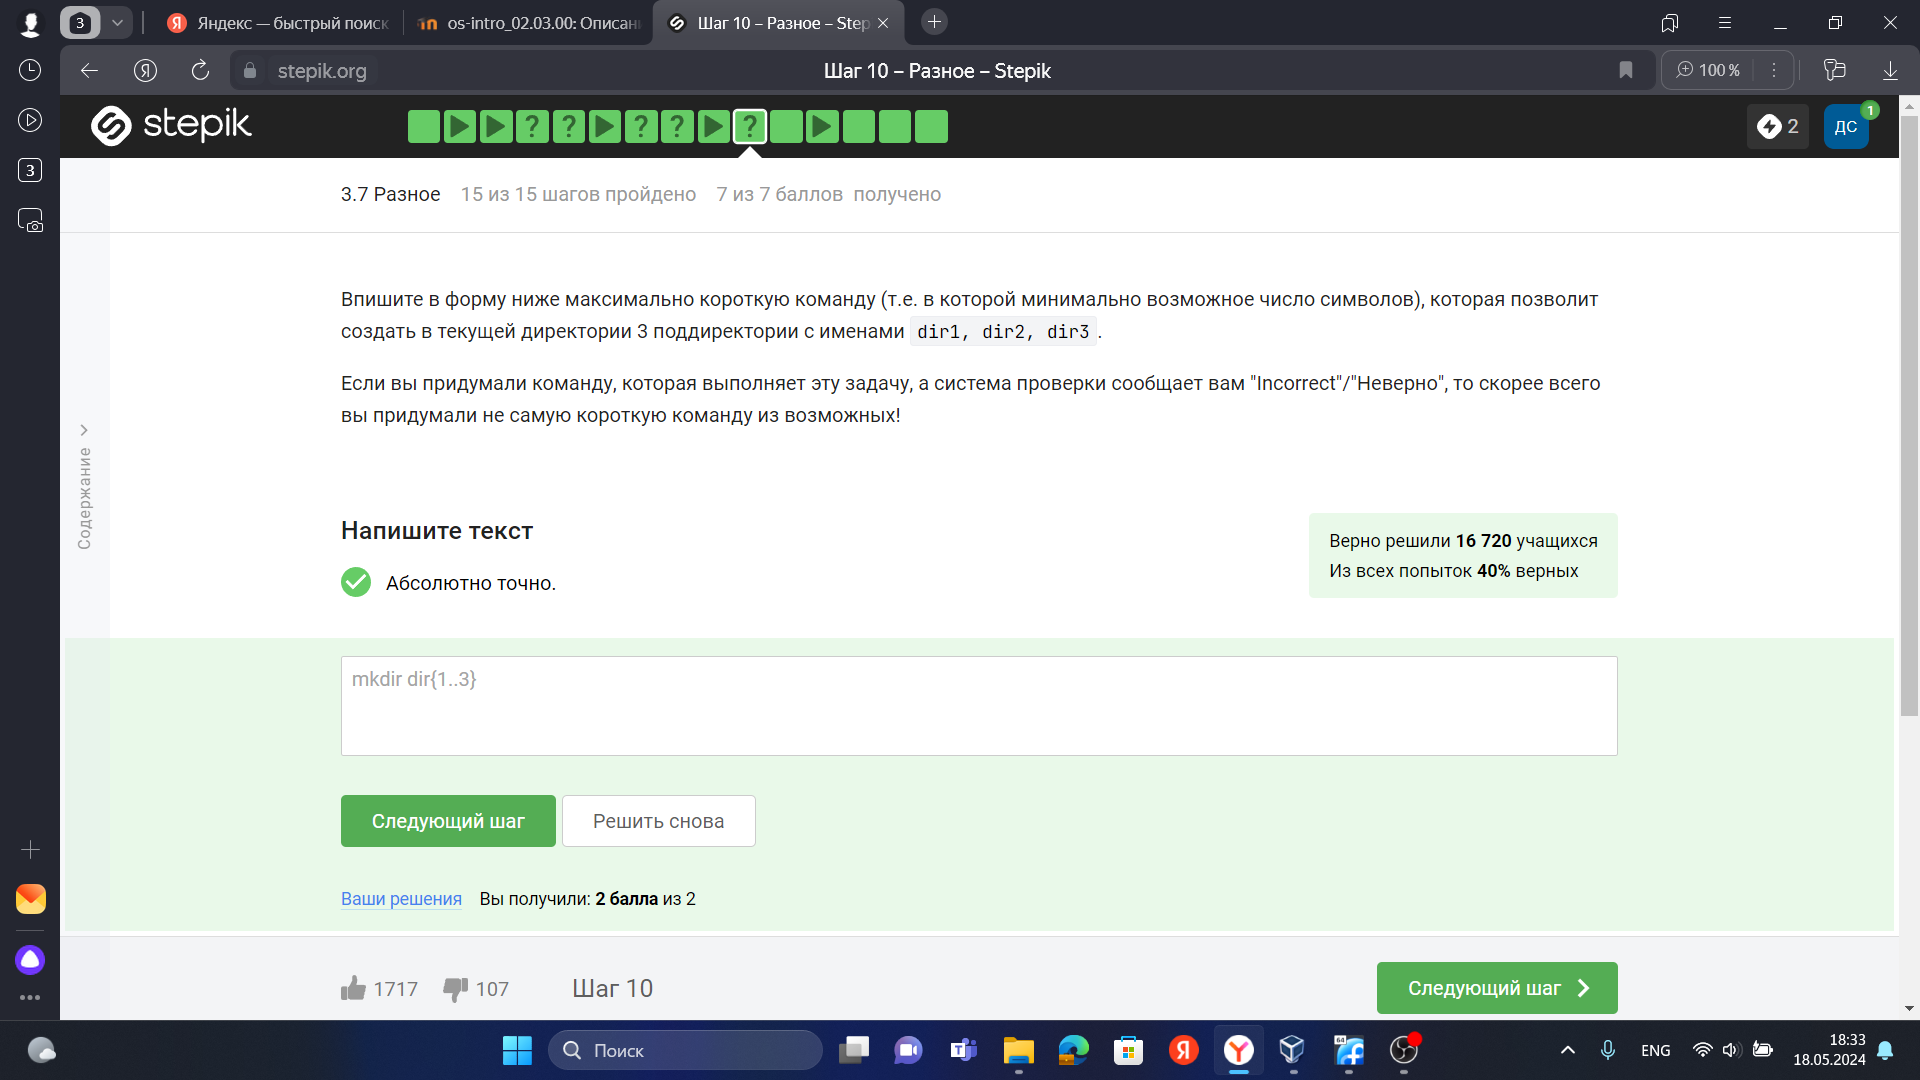 3
Яндекс — быстрый поиск
os-intro_02.03.00: Описан
Шаг 10 – Разное – Step
stepik.org
Шаг 10 – Разное – Stepik
100 %
stepik
? ? ? ? ?
2
ДС
1
3
3.7 Разное 15 из 15 шагов пройдено 7 из 7 баллов получено
Впишите в форму ниже максимально короткую команду (т.е. в которой минимально возможное число символов), которая позволит
создать в текущей директории 3 поддиректории с именами dir1, dir2, dir3 .
Если вы придумали команду, которая выполняет эту задачу, а система проверки сообщает вам "Incorrect"/"Неверно", то скорее всего
вы придумали не самую короткую команду из возможных!
Содержание
Напишите текст
Абсолютно точно.
Верно решили 16 720 учащихся
Из всех попыток 40% верных
mkdir dir{1..3}
Следующий шаг
Решить снова
Ваши решения Вы получили: 2 балла из 2
1717 107 Шаг 10
Следующий шаг
Поиск
ENG
18:33
18.05.2024